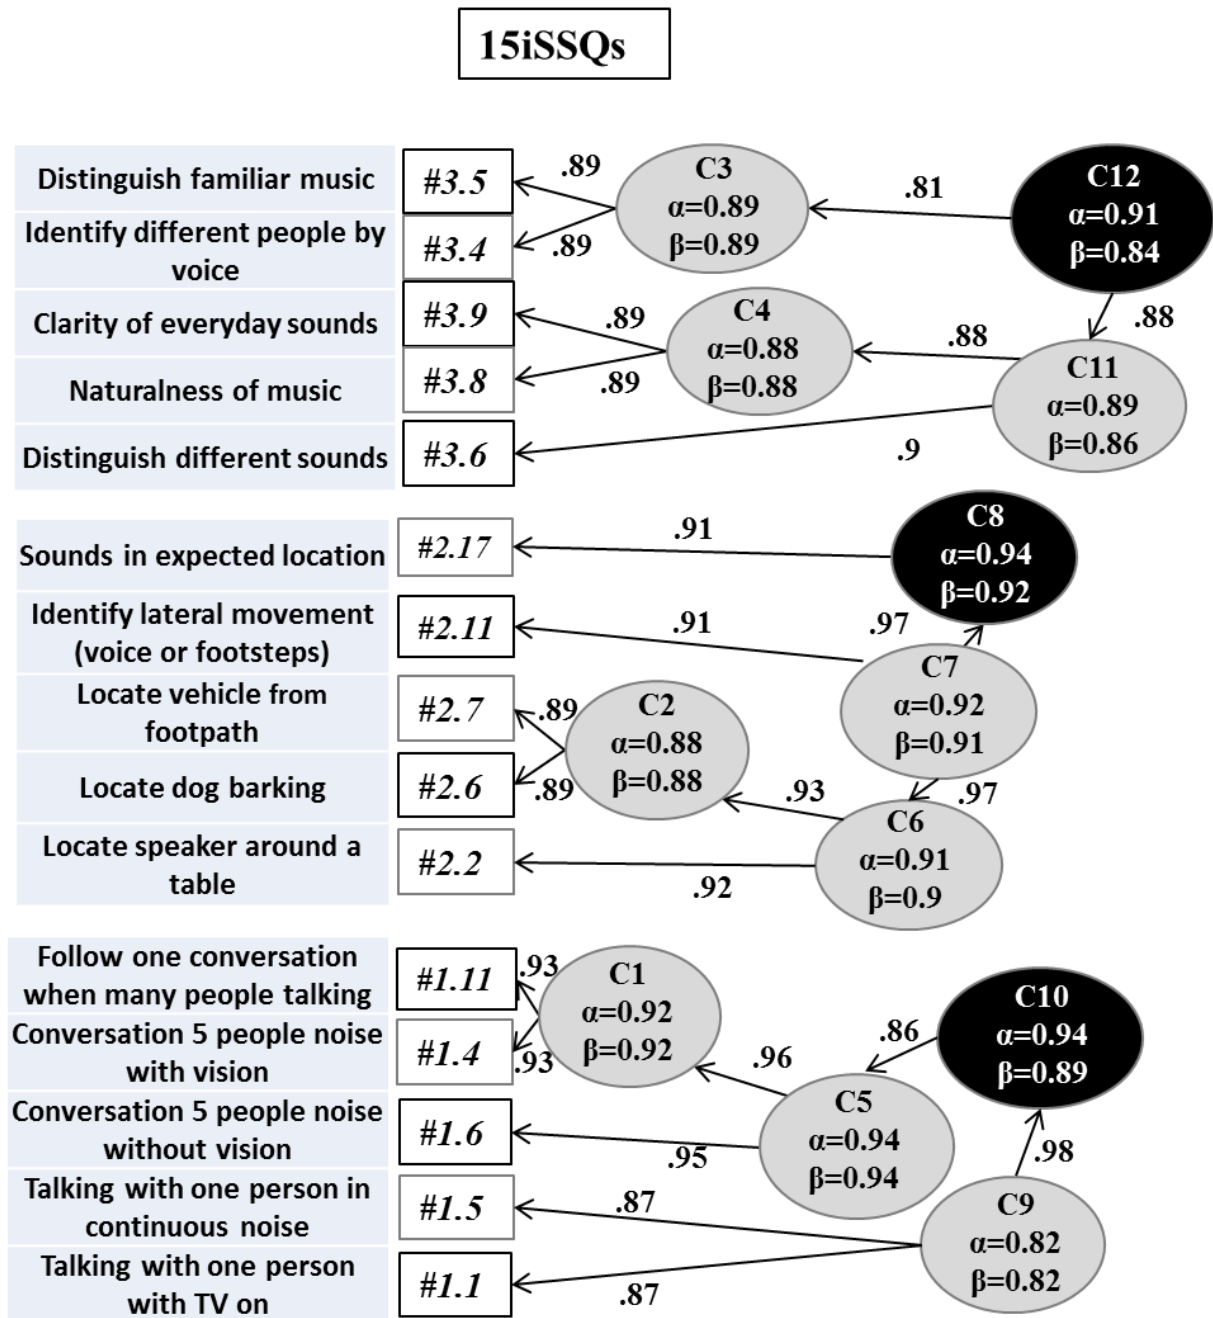 15iSSQs
Distinguish familiar music
#3.5
.89
C3
α=0.89
β=0.89
.81
C12
α=0.91
β=0.84
Identify different people by
voice
#3.4
.89
.88
Clarity of everyday sounds
#3.9
.89
C4
α=0.88
β=0.88
.88
C11
α=0.89
β=0.86
Naturalness of music
#3.8
.89
Distinguish different sounds
#3.6
.9
Sounds in expected location
#2.17
.91
C8
α=0.94
β=0.92
Identify lateral movement
(voice or footsteps)
#2.11
.91
.97
C7
α=0.92
β=0.91
Locate vehicle from
footpath
#2.7
.89
C2
α=0.88
β=0.88
Locate dog barking
#2.6
.89
.93
.97
C6
α=0.91
β=0.9
Locate speaker around a
table
#2.2
.92
Follow one conversation
when many people talking
#1.11
.93
C1
α=0.92
β=0.92
C10
α=0.94
β=0.89
Conversation 5 people noise
with vision
#1.4
.93
.96
.86
Conversation 5 people noise
without vision
#1.6
.95
C5
α=0.94
β=0.94
.98
Talking with one person in
continuous noise
#1.5
.87
C9
α=0.82
β=0.82
Talking with one person
with TV on
#1.1
.87